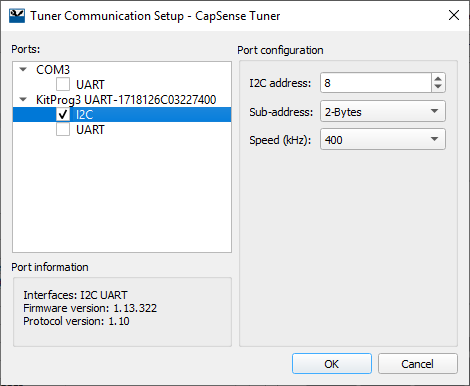 Tuner Communication Setup - CapSense Tuner
Ports:
COM3
UART
KitProg3 UART-1718126C03227400
I2C
UART
Port configuration
I2C address: 8
Sub-address: 2-Bytes
Speed (kHz): 400
Port information
Interfaces: I2C UART
Firmware version: 1.13.322
Protocol version: 1.10
OK Cancel